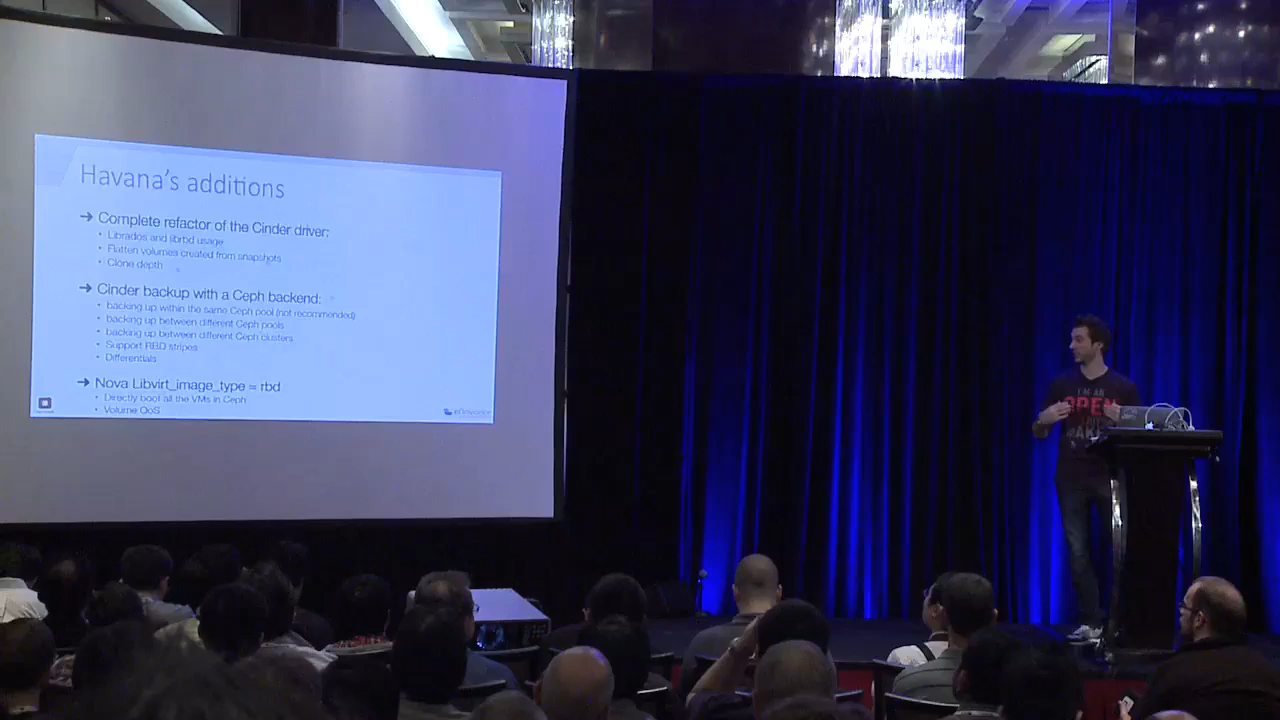 Havana's additions
➔ Complete refactor of the Cinder driver:
• Librados and librbd usage
• Flatten volumes created from snapshots
• Clone depth
➔ Cinder backup with a Ceph backend:
• backing up within the same Ceph pool (not recommended)
• backing up between different Ceph pools
• backing up between different Ceph clusters
• Support RBD stripes
• Differentials
➔ Nova Libvirt_image_type = rbd
• Directly boot all the VMs in Ceph
• Volume QoS
eNovance
I'M AN
OPEN